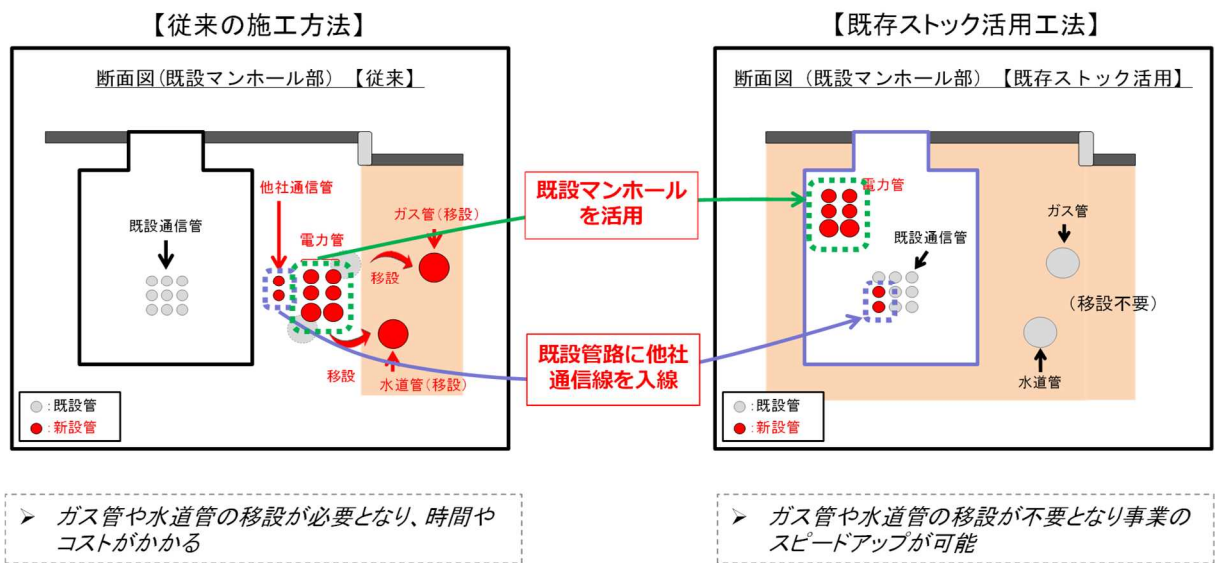 【従来の施工方法】
断面図(既設マンホール部) 【従来】
他社通信管
既設通信管
電力管
ガス管(移設)
移設
移設
水道管(移設)
:既設管
:新設管
既設マンホール
を活用
既設管路に他社
通信線を入線
【既存ストック活用工法】
断面図 (既設マンホール部) 【既存ストック活用】
電力管
既設通信管
ガス管
(移設不要)
水道管
:既設管
:新設管
➢ ガス管や水道管の移設が必要となり、時間や
コストがかかる
➢ ガス管や水道管の移設が不要となり事業の
スピードアップが可能